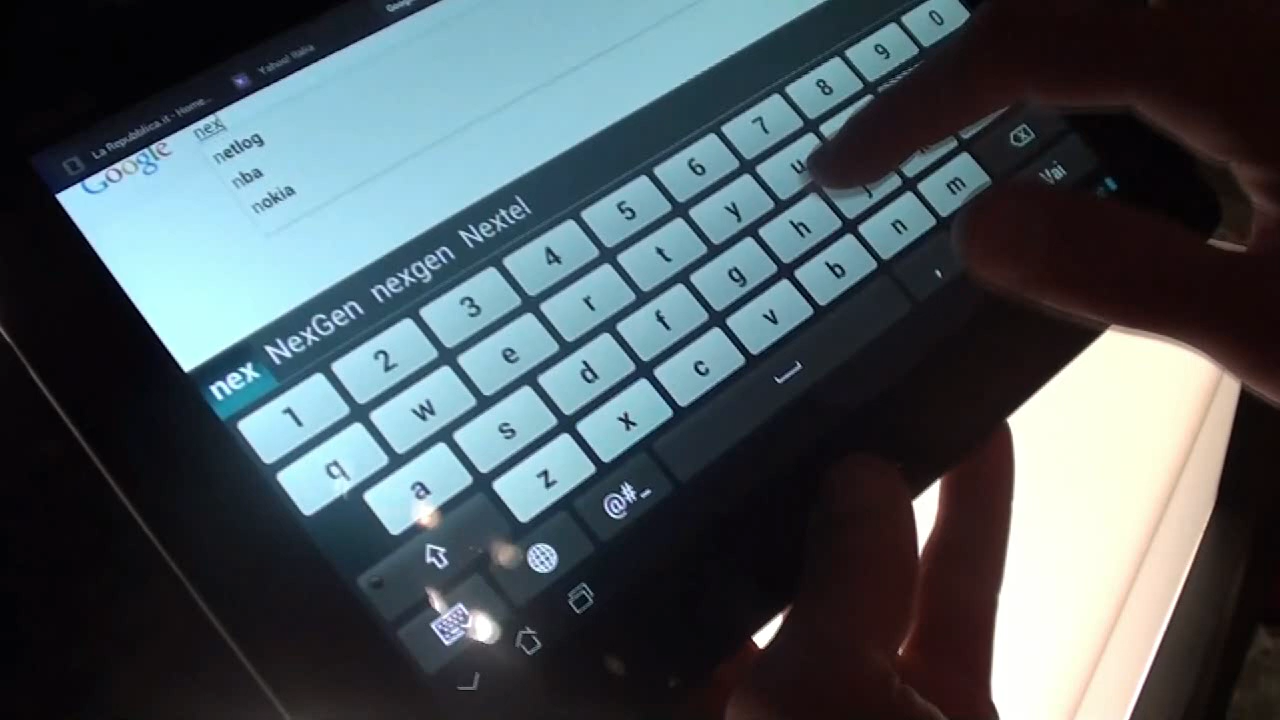 Google
La Repubblica.it - Home...
Yahoo! Italia
Google
nex
netlog
nba
nokia
nex NexGen nexgen Nextel
1 2 3 4 5 6 7 8 9 0
q w e r t y u
a s d f g h j
z x c v b n m
@#_ , Vai